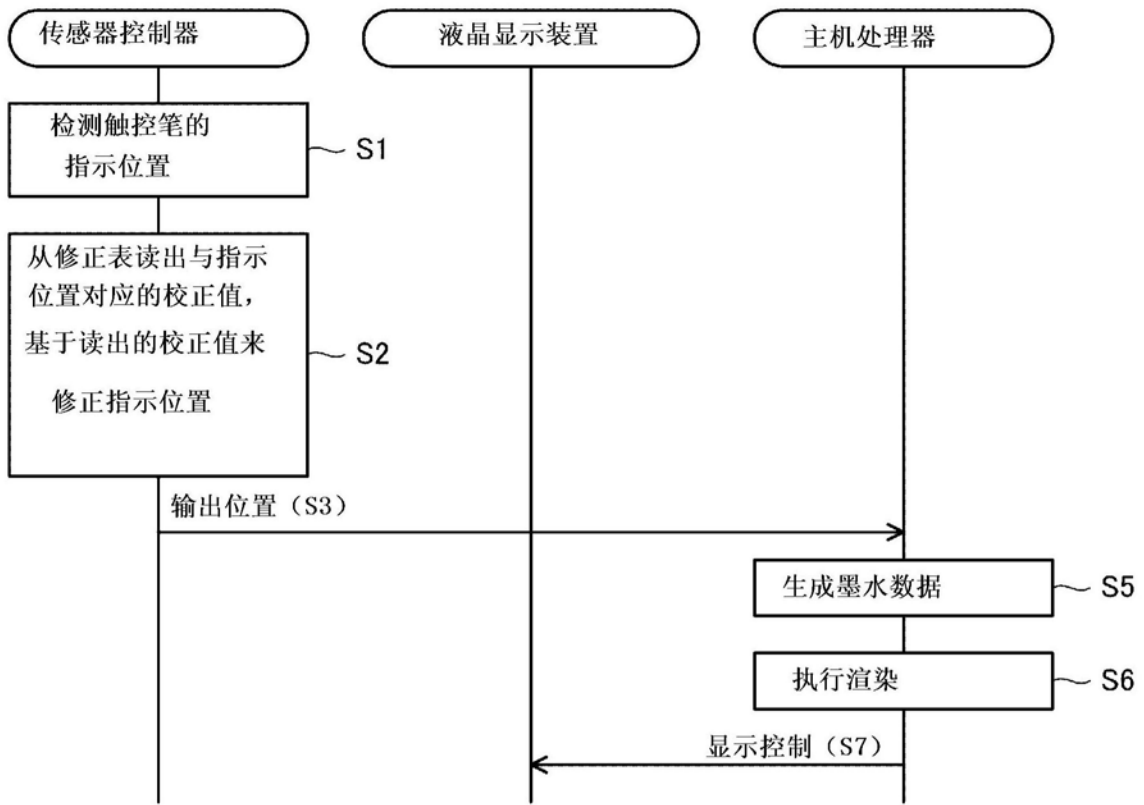 传感器控制器
液晶显示装置
主机处理器
检测触控笔的
指示位置
S1
从修正表读出与指示
位置对应的校正值，
基于读出的校正值来
修正指示位置
S2
输出位置（S3）
生成墨水数据
S5
执行渲染
S6
显示控制（S7）